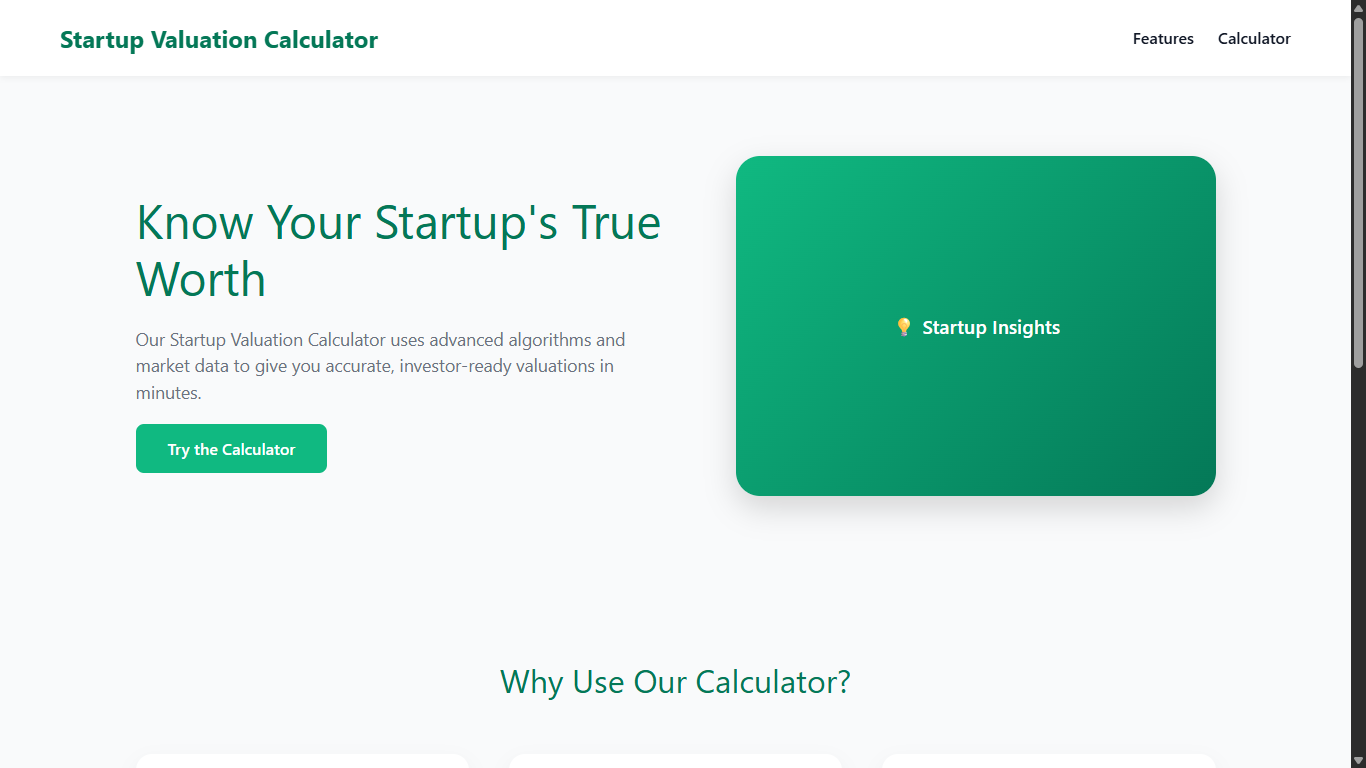 Startup Valuation Calculator
Features
Calculator
Know Your Startup's True
Worth
Our Startup Valuation Calculator uses advanced algorithms and
market data to give you accurate, investor-ready valuations in
minutes.
Try the Calculator
💡 Startup Insights
Why Use Our Calculator?